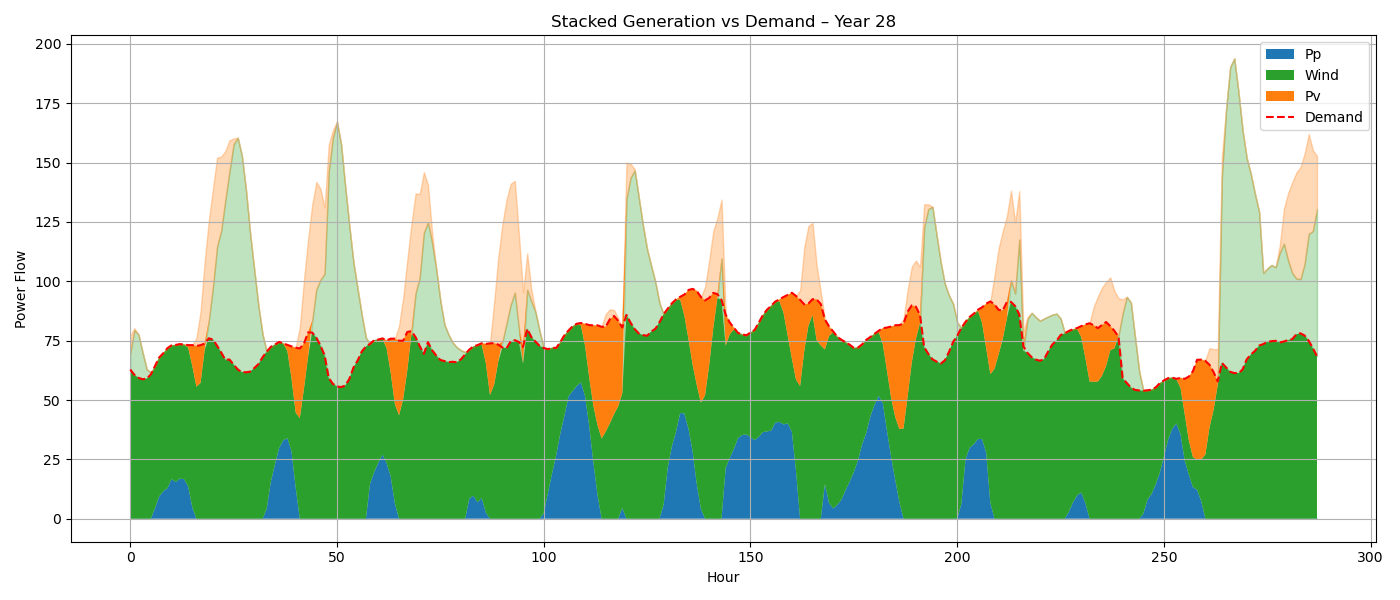 Stacked Generation vs Demand – Year 28
Power Flow
200
175
150
125
100
75
50
25
0
Pp
Wind
Pv
Demand
0 50 100 150 200 250 300
Hour